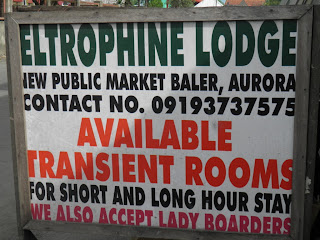 ELTROPHINE LODGE
NEW PUBLIC MARKET BALER, AURORA
CONTACT NO. 09193737575
AVAILABLE
TRANSIENT ROOMS
FOR SHORT AND LONG HOUR STAY
WE ALSO ACCEPT LADY BOARDERS